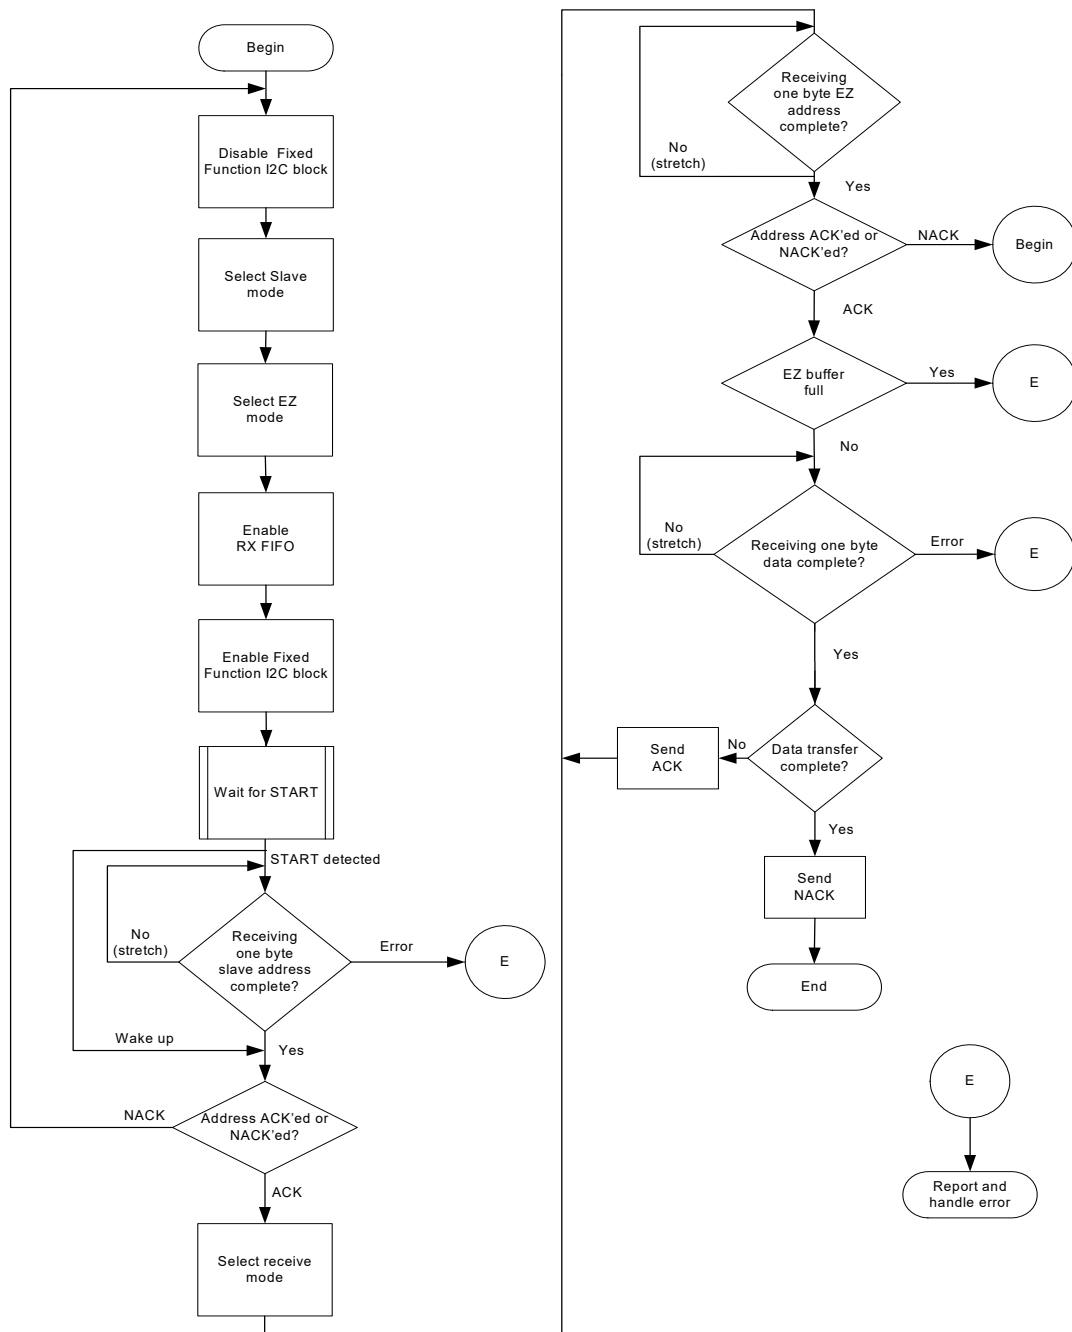 Begin
Disable Fixed
Function I2C block
Select Slave
mode
Select EZ
mode
Enable
RX FIFO
Enable Fixed
Function I2C block
Wait for START
START detected
No
(stretch)
Receiving
one byte
slave address
complete?
Error
E
Wake up
Yes
NACK
Address ACK'ed or
NACK'ed?
ACK
Select receive
mode
Receiving
one byte EZ
address
complete?
No
(stretch)
Yes
Address ACK'ed or
NACK'ed?
NACK
Begin
ACK
EZ buffer
full
Yes
E
No
No
(stretch)
Receiving one byte
data complete?
Error
E
Yes
Send
ACK
No
Data transfer
complete?
Yes
Send
NACK
End
E
Report and
handle error